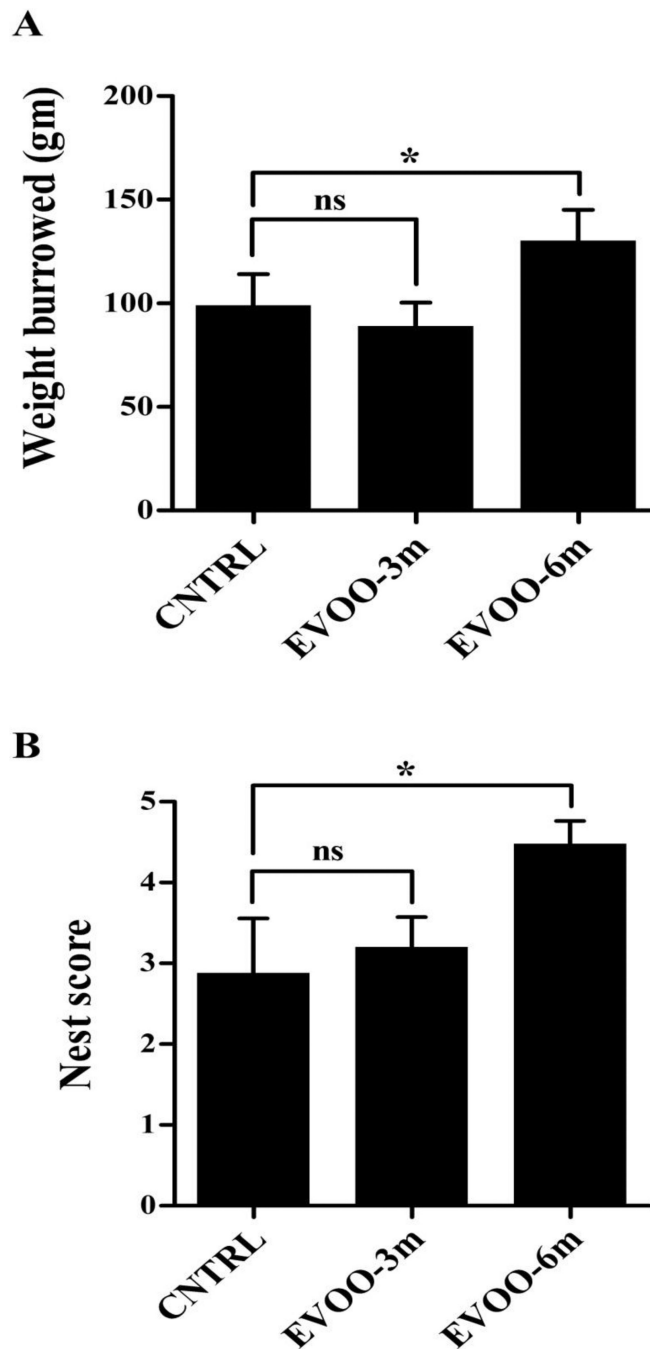 A
Weight burrowed (gm)
200
150
100
50
0
*
ns
CNTRL
EVOO-3m
EVOO-6m
B
Nest score
5
4
3
2
1
0
*
ns
CNTRL
EVOO-3m
EVOO-6m